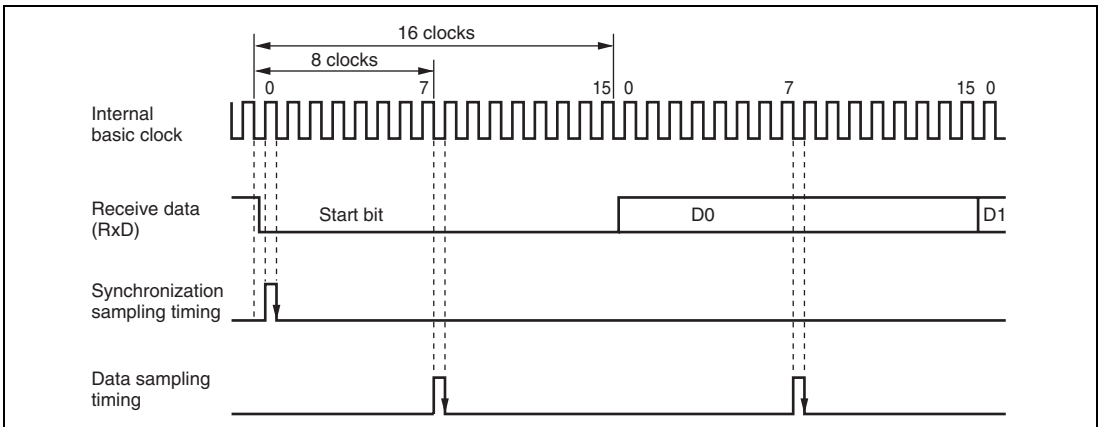 16 clocks
8 clocks
0 7 15 0 7 15 0
Internal
basic clock
Receive data
(RxD)
Start bit D0 D1
Synchronization
sampling timing
Data sampling
timing